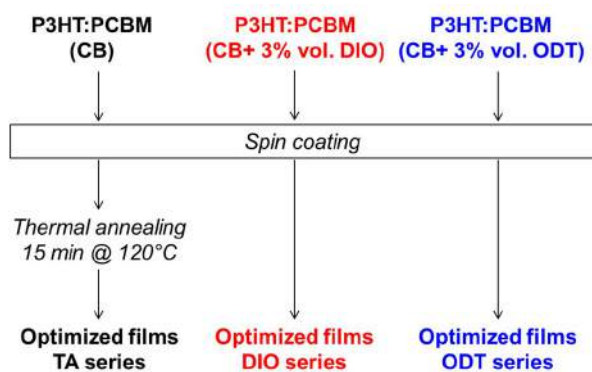 P3HT:PCBM
(CB)
P3HT:PCBM
(CB+ 3% vol. DIO)
P3HT:PCBM
(CB+ 3% vol. ODT)
Spin coating
Thermal annealing
15 min @ 120°C
Optimized films
TA series
Optimized films
DIO series
Optimized films
ODT series